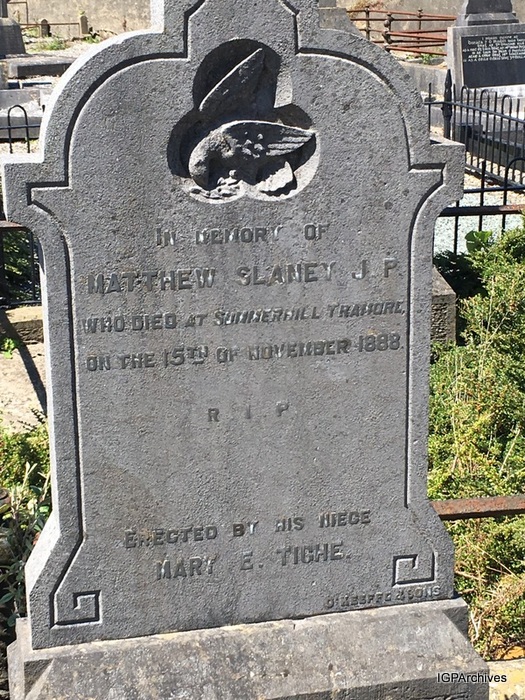 IN MEMORY OF
MATTHEW SLANEY J. P.
WHO DIED AT SUMMERHILL TRAMORE,
ON THE 15TH OF NOVEMBER 1888.
R I P
ERECTED BY HIS NIECE
MARY E. TIGHE.
& SONS
IGPArchives